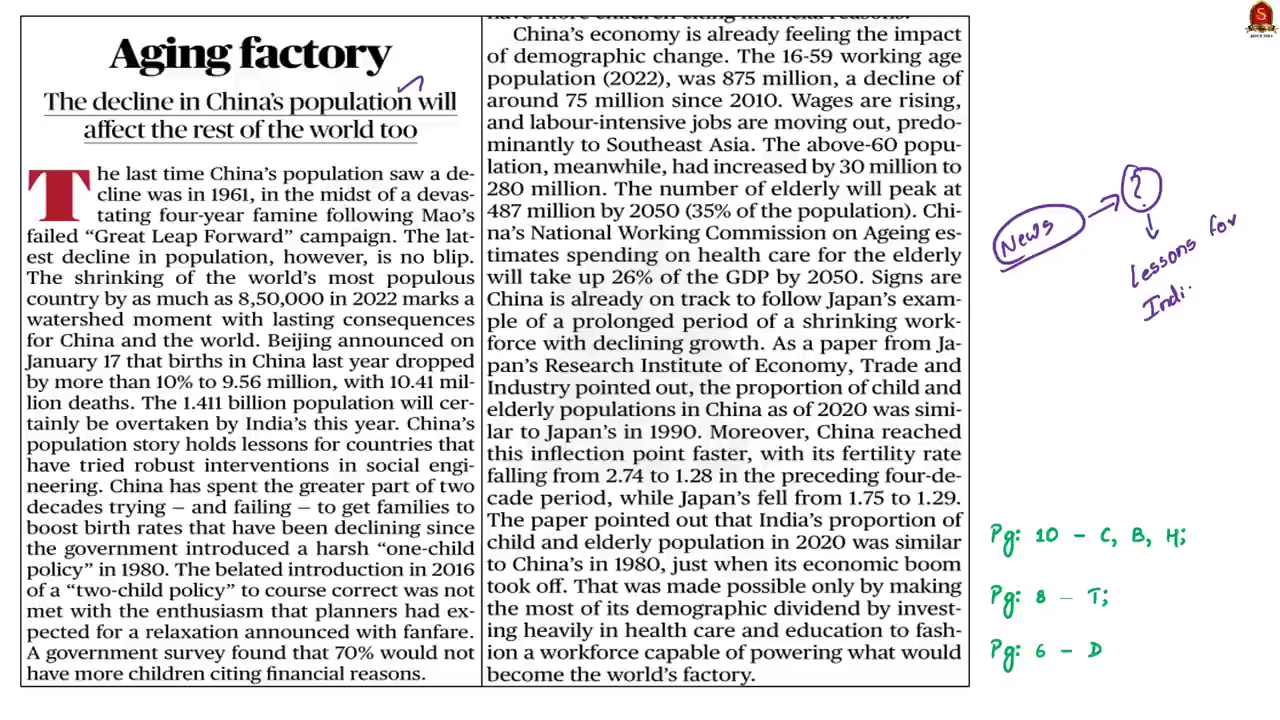 Aging factory
The decline in China's population will
affect the rest of the world too
The last time China's population saw a de-
cline was in 1961, in the midst of a devas-
tating four-year famine following Mao's
failed “Great Leap Forward” campaign. The lat-
est decline in population, however, is no blip.
The shrinking of the world's most populous
country by as much as 8,50,000 in 2022 marks a
watershed moment with lasting consequences
for China and the world. Beijing announced on
January 17 that births in China last year dropped
by more than 10% to 9.56 million, with 10.41 mil-
lion deaths. The 1.411 billion population will cer-
tainly be overtaken by India's this year. China's
population story holds lessons for countries that
have tried robust interventions in social engi-
neering. China has spent the greater part of two
decades trying – and failing – to get families to
boost birth rates that have been declining since
the government introduced a harsh “one-child
policy” in 1980. The belated introduction in 2016
of a “two-child policy” to course correct was not
met with the enthusiasm that planners had ex-
pected for a relaxation announced with fanfare.
A government survey found that 70% would not
have more children citing financial reasons.
have more children citing financial reasons.
China's economy is already feeling the impact
of demographic change. The 16-59 working age
population (2022), was 875 million, a decline of
around 75 million since 2010. Wages are rising,
and labour-intensive jobs are moving out, predo-
minantly to Southeast Asia. The above-60 popu-
lation, meanwhile, had increased by 30 million to
280 million. The number of elderly will peak at
487 million by 2050 (35% of the population). Chi-
na's National Working Commission on Ageing es-
timates spending on health care for the elderly
will take up 26% of the GDP by 2050. Signs are
China is already on track to follow Japan's exam-
ple of a prolonged period of a shrinking work-
force with declining growth. As a paper from Ja-
pan's Research Institute of Economy, Trade and
Industry pointed out, the proportion of child and
elderly populations in China as of 2020 was simi-
lar to Japan's in 1990. Moreover, China reached
this inflection point faster, with its fertility rate
falling from 2.74 to 1.28 in the preceding four-de-
cade period, while Japan's fell from 1.75 to 1.29.
The paper pointed out that India's proportion of
child and elderly population in 2020 was similar
to China's in 1980, just when its economic boom
took off. That was made possible only by making
the most of its demographic dividend by invest-
ing heavily in health care and education to fash-
ion a workforce capable of powering what would
become the world's factory.
News
?
Lessons for
Indi
Pg: 10 – C, B, H;
Pg: 8 – T;
Pg: 6 – D